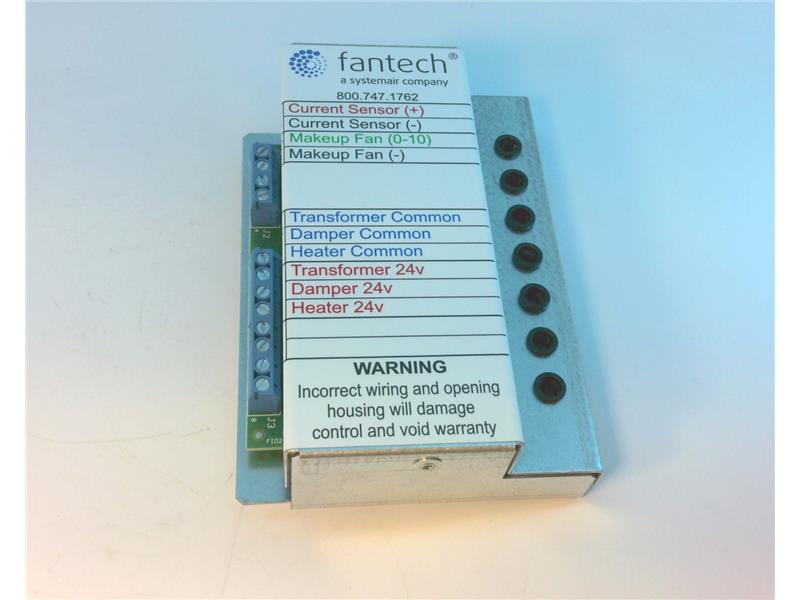 fantech®
a systemair company
800.747.1762
Current Sensor (+)
Current Sensor (-)
Makeup Fan (0-10)
Makeup Fan (-)
Transformer Common
Damper Common
Heater Common
Transformer 24v
Damper 24v
Heater 24v
WARNING
Incorrect wiring and opening
housing will damage
control and void warranty
J2
J3
8
FID2